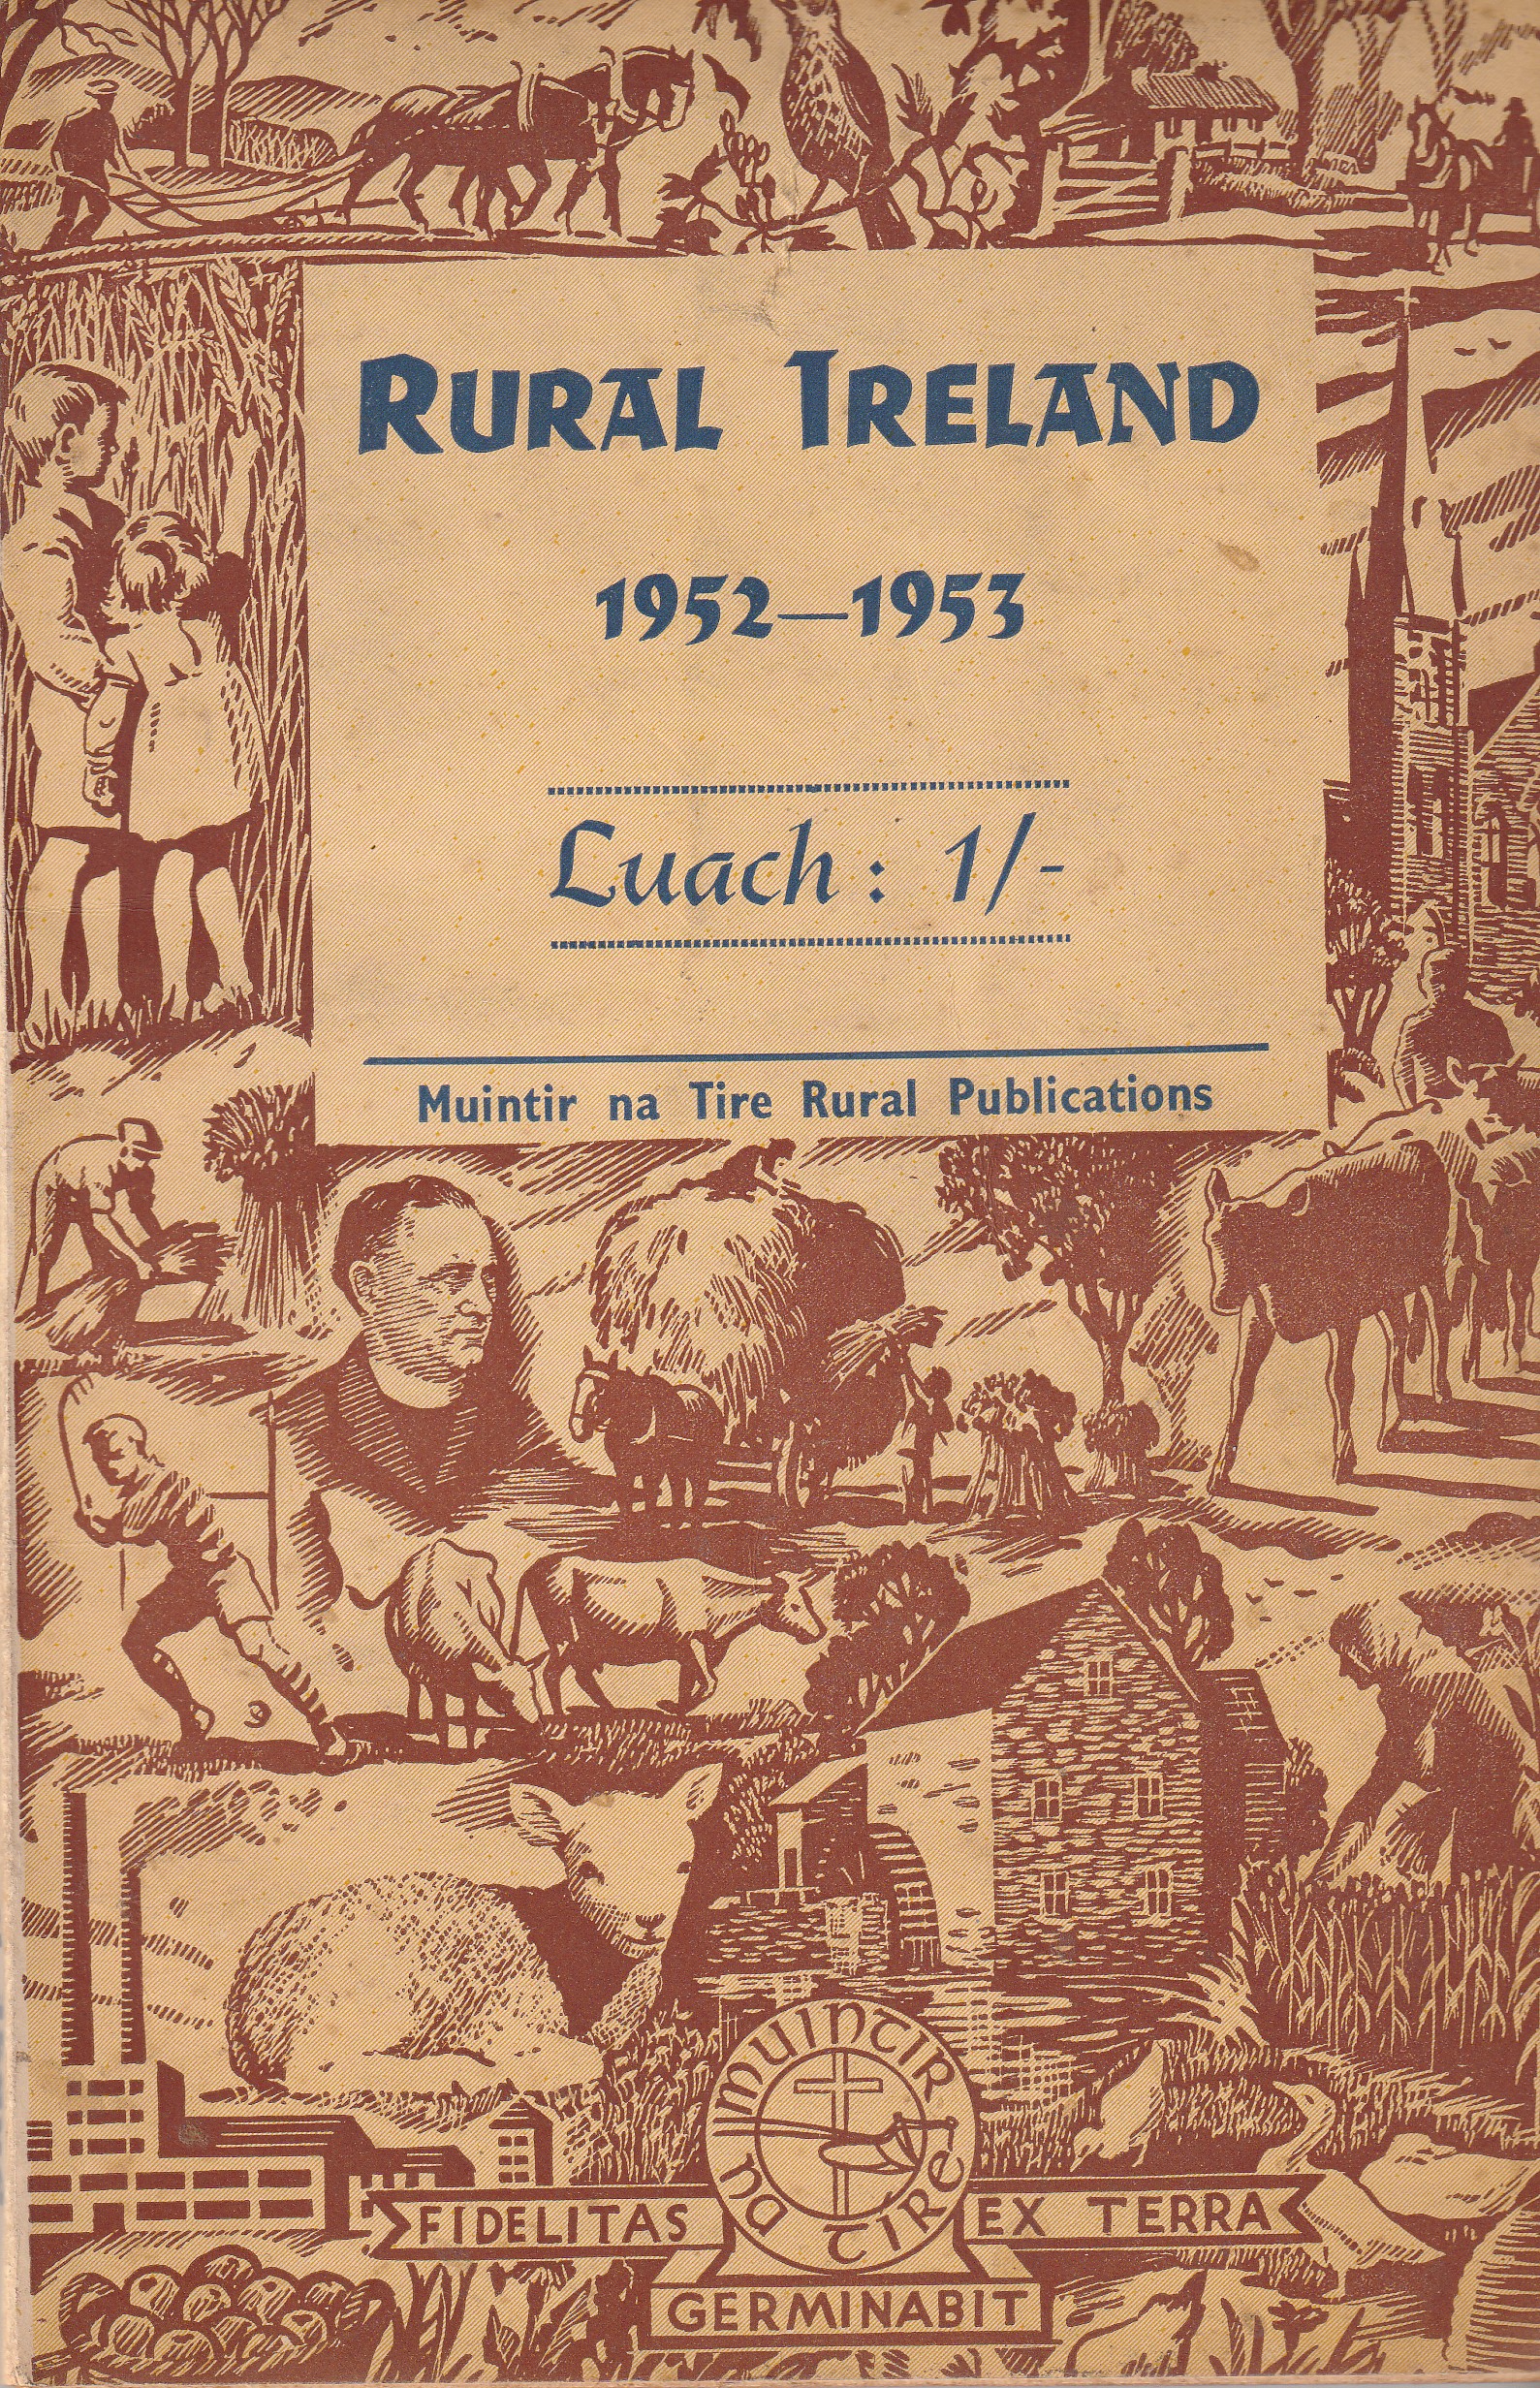 RURAL IRELAND
1952—1953
Luach : 1/-
Muintir na Tire Rural Publications
muintir na tire
FIDELITAS EX TERRA
GERMINABIT